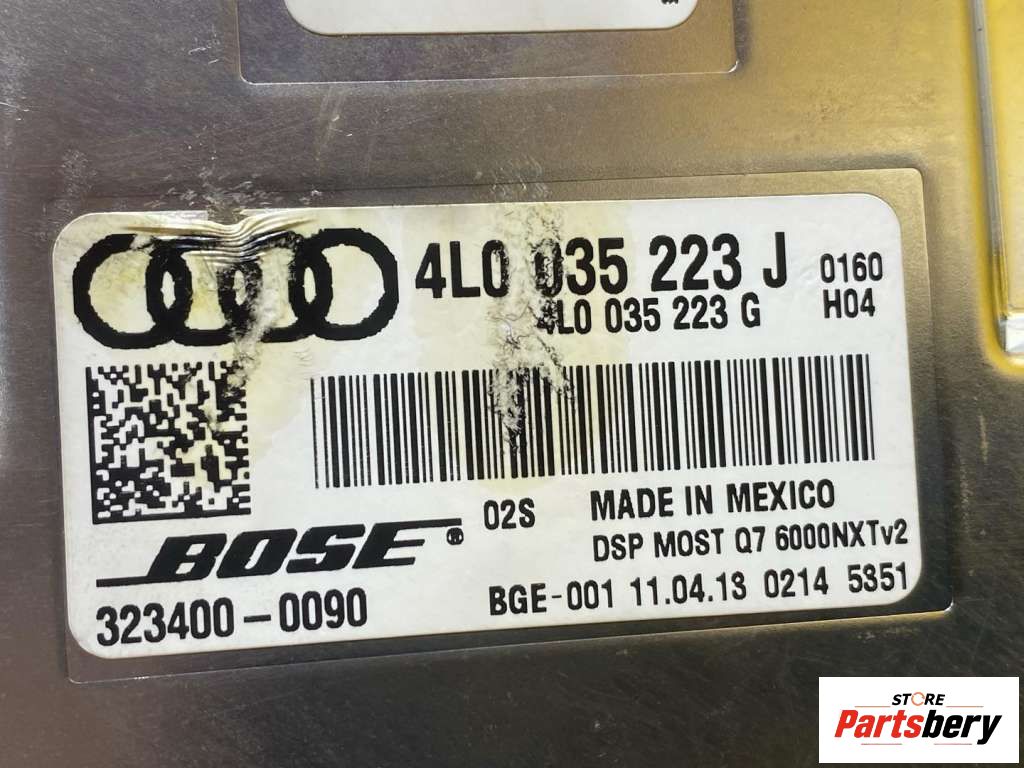 4L0 035 223 J 0160
4L0 035 223 G H04
02S MADE IN MEXICO
BOSE® DSP MOST Q7 6000NXTv2
323400-0090 BGE-001 11.04.13 0214 5351
STORE
Partsbery